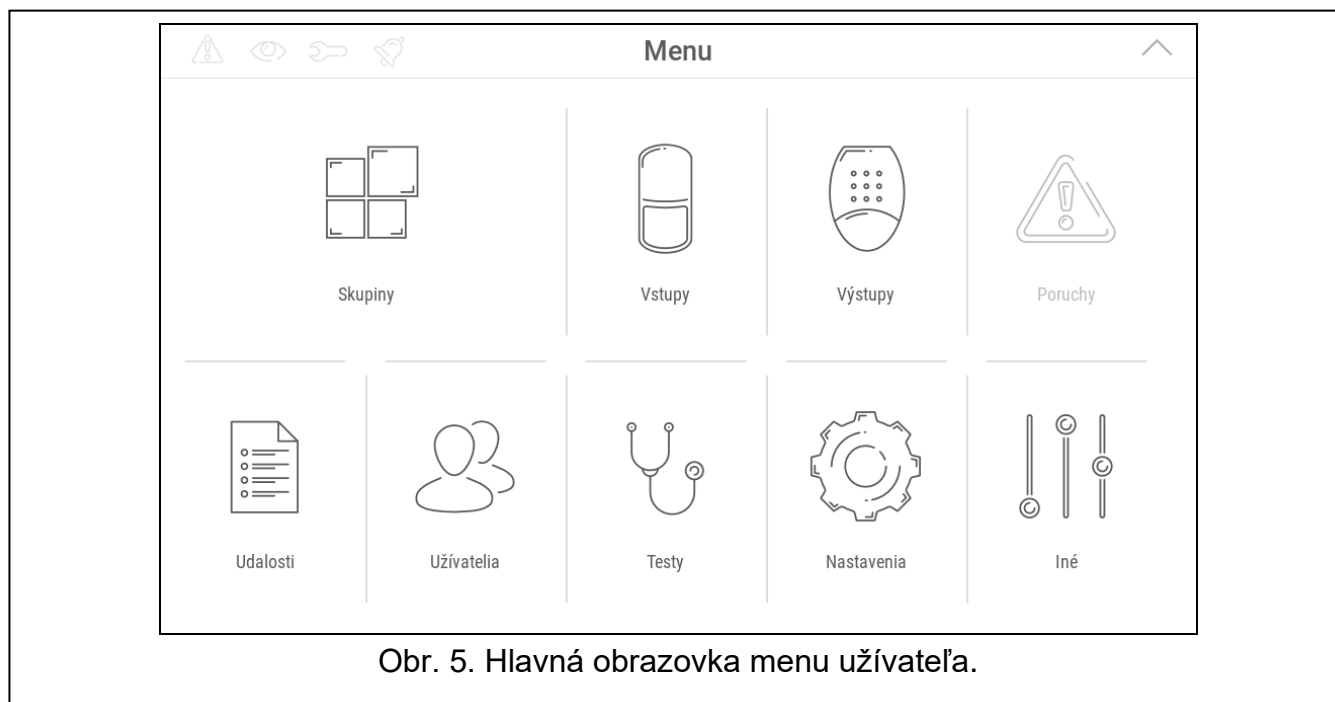 Menu
Skupiny
Vstupy
Výstupy
Poruchy
Udalosti
Užívatelia
Testy
Nastavenia
Iné
Obr. 5. Hlavná obrazovka menu užívateľa.